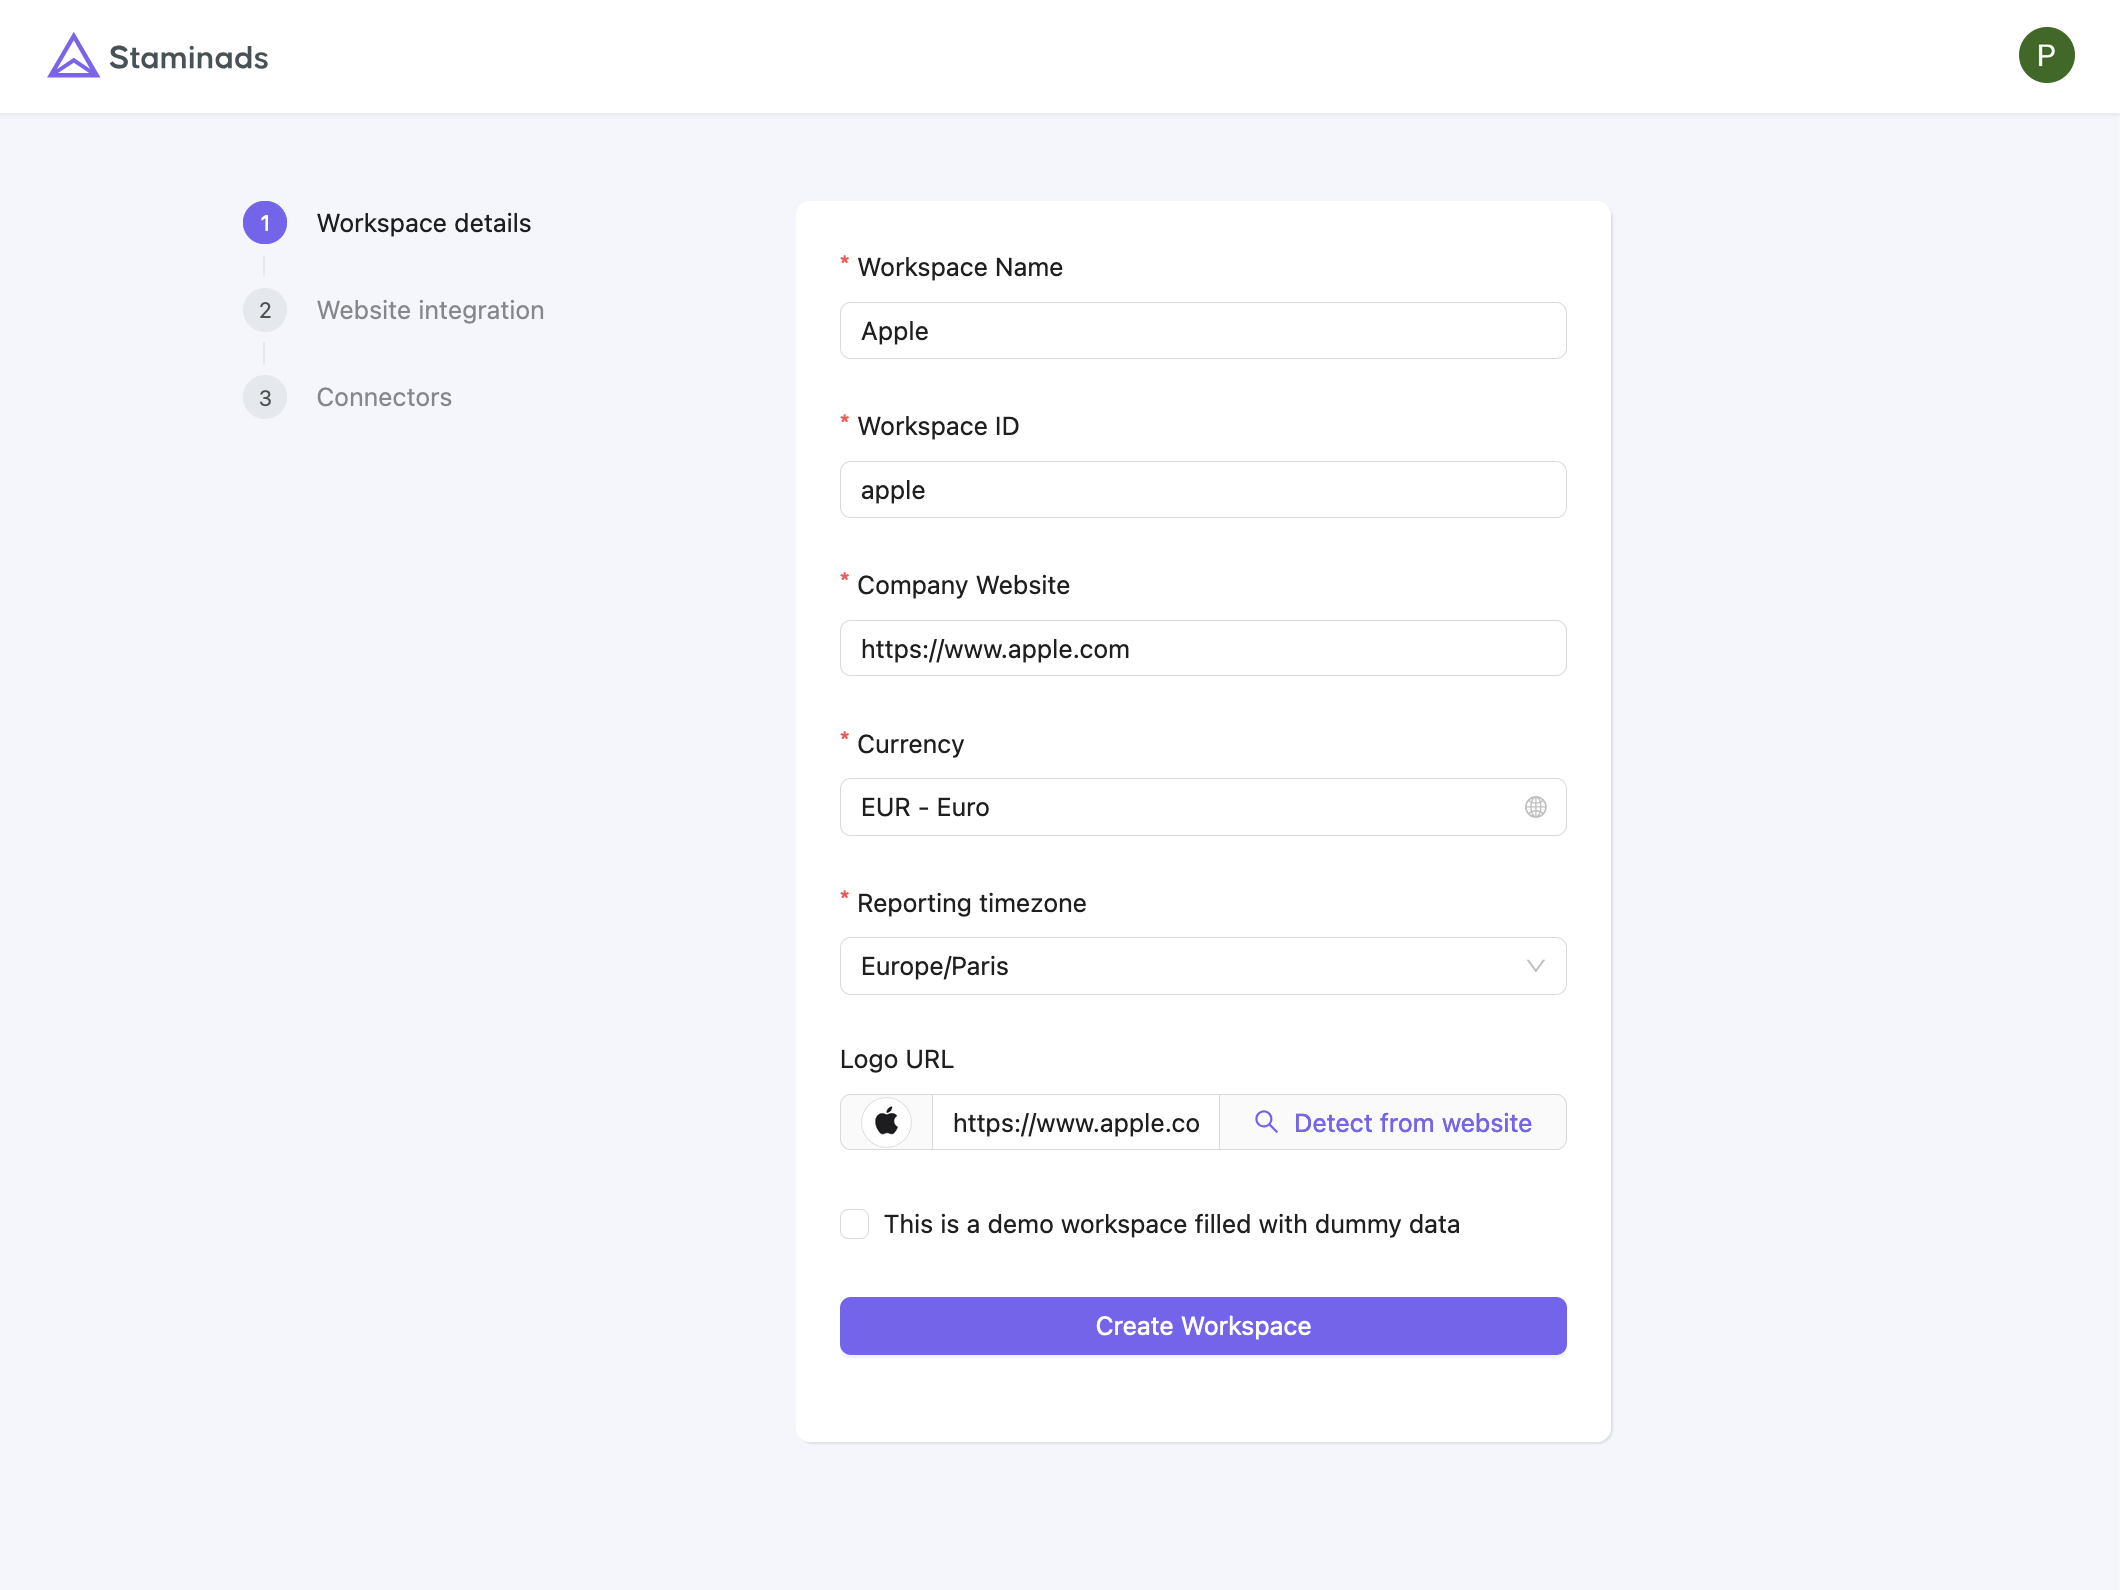 Staminads
P
1 Workspace details
2 Website integration
3 Connectors
* Workspace Name
Apple
* Workspace ID
apple
* Company Website
https://www.apple.com
* Currency
EUR - Euro
* Reporting timezone
Europe/Paris
Logo URL
https://www.apple.co Detect from website
This is a demo workspace filled with dummy data
Create Workspace